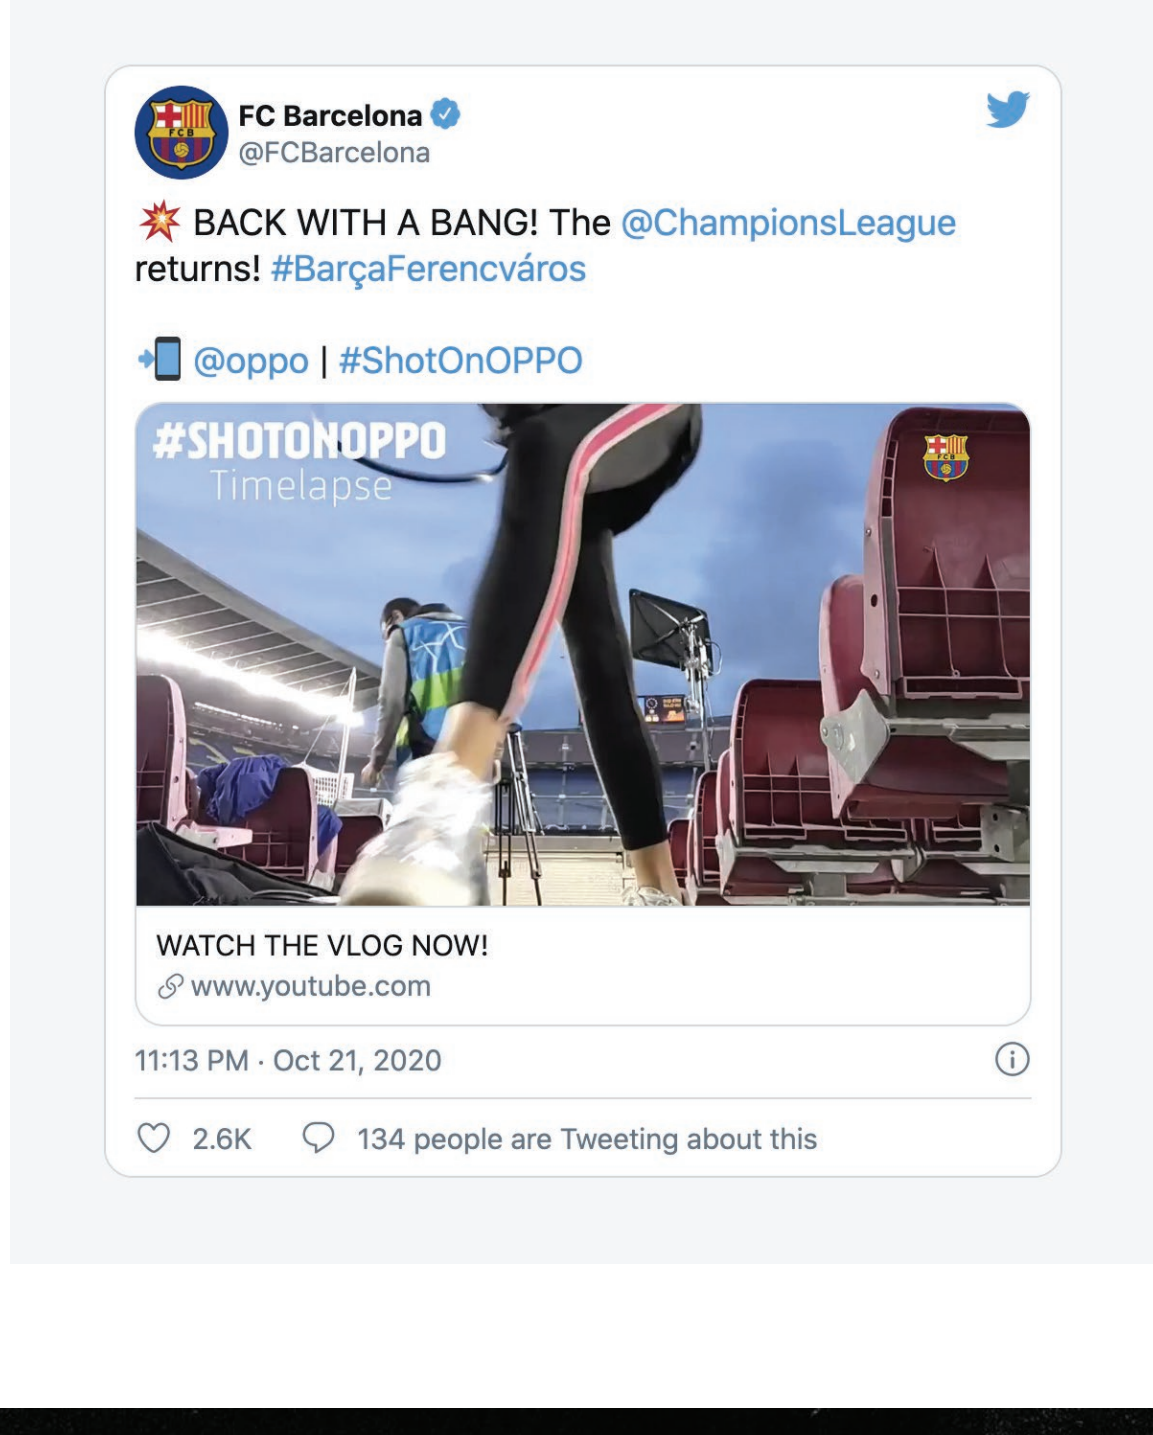 FC Barcelona
@FCBarcelona
💥 BACK WITH A BANG! The @ChampionsLeague
returns! #BarçaFerencváros
📲 @oppo | #ShotOnOPPO
#SHOTONOPPO
Timelapse
FCB
WATCH THE VLOG NOW!
www.youtube.com
11:13 PM · Oct 21, 2020
2.6K 134 people are Tweeting about this